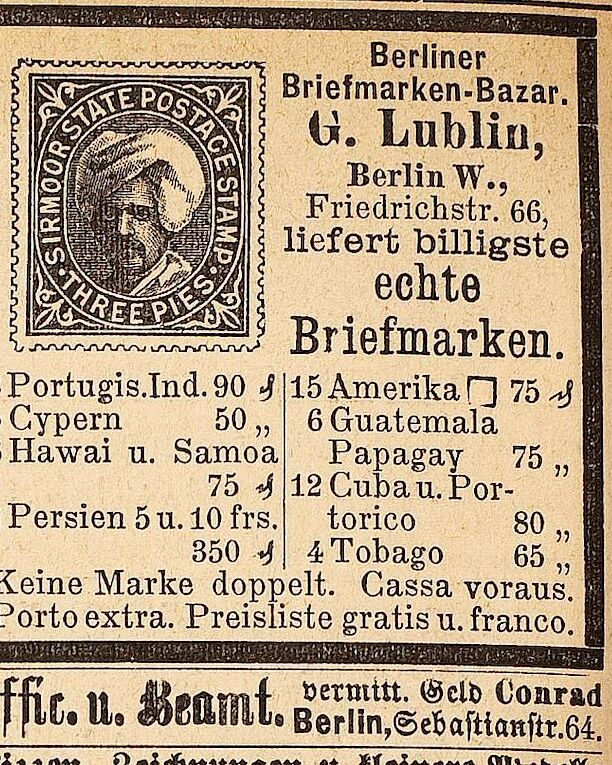 SIRMOOR STATE POSTAGE STAMP.
THREE PIES.
Berliner
Briefmarken-Bazar.
G. Lublin,
Berlin W.,
Friedrichstr. 66,
liefert billigste
echte
Briefmarken.
Portugis. Ind. 90 ₰
Cypern 50 „
Hawai u. Samoa
75 ₰
Persien 5 u. 10 frs.
350 ₰
15 Amerika □ 75 ₰
6 Guatemala
Papagay 75 „
12 Cuba u. Por-
torico 80 „
4 Tobago 65 „
Keine Marke doppelt. Cassa voraus.
Porto extra. Preisliste gratis u. franco.
ffic. u. Beamt. vermitt. Geld Conrad
Berlin, Sebastianstr. 64.